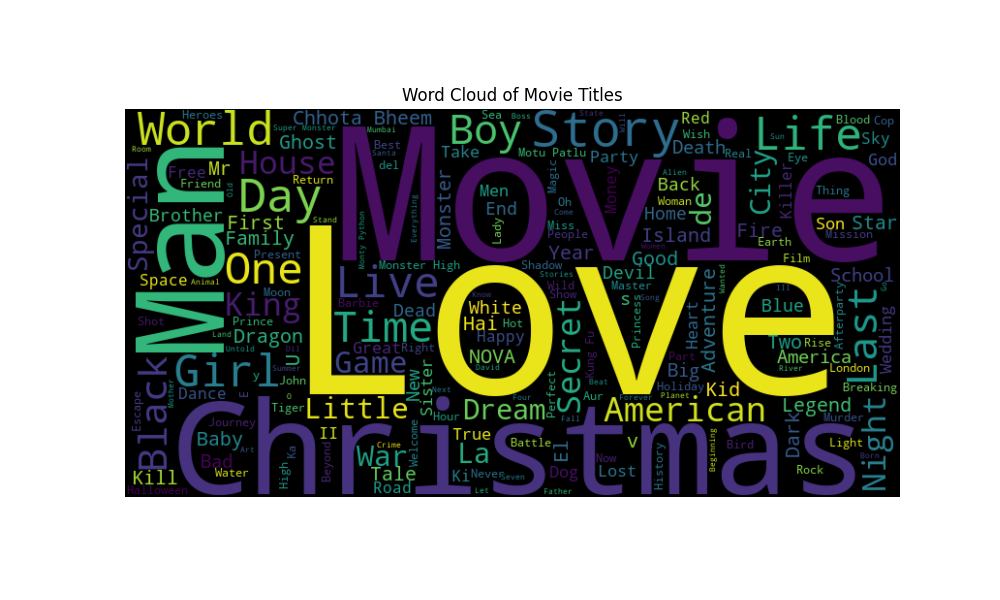 Word Cloud of Movie Titles
Heroes
Chhota Bheem
Sea
Boss
State
Will
Red
Blood
Cop
World
Super Monster
Mumbai
Boy
Story
Wish
Life
Sky
Room
Ghost
Best
Santa
Take
Motu Patlu
Party
Death
Real
Sun
Eye
God
Special
Free
Mr
House
del
Monster
Men
Magic
Money
Alien
Back
City
Killer
Thing
Man
Friend
Old
Return
Day
Movie
End
Oh
Come
Woman
Home
de
Brother
First
Stand
Monty Python
Everything
Lady
Miss
People
Women
Island
Fire
Son
Star
Mission
Family
Year
Good
Earth
Film
Present
One
Monster High
Shadow
Stories
Devil
School
Space
Animal
Moon
Live
Love
Know
Wild
Show
Master
s
Song
Princess
Heart
Adventure
Wanted
III
Blue
Afterparty
Last
S
King
Barbie
White
Shot
Prince
Dead
Hai
Hot
Secret
Time
Happy
Kung Fu
Two
Rise
Wedding
Land
Dragon
Great
Right
NOVA
Part
America
Untold
U
Dil
Game
David
Big
River
London
Black
Girl
Summer
New
Sister
Next
Four
Perfect
Beat
Forever
Planet
Holiday
Kid
Breaking
Mother
Dance
y
John
Little
Dream
Aur
American
Legend
Escape
E
o
Tiger
Hour
Fall
Murder
Journey
Christmas
II
Welcome
True
Battle
El
Now
v
Beginning
Bird
Dark
Light
Night
Baby
Art
Ka
Beyond
War
Crime
La
Bad
Dog
History
Born
Kill
Water
High
Tale
Ki
Never
Seven
Lost
Rock
Halloween
Road
Let
Father